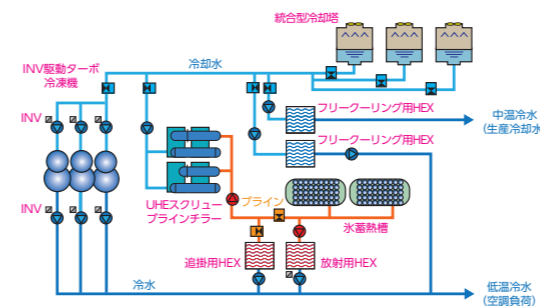 統合型冷却塔
冷却水
INV駆動ターボ
冷凍機
INV
フリークーリング用HEX
中温冷水
(生産冷却水)
フリークーリング用HEX
UHEスクリュー
ブラインチラー
ブライン
氷蓄熱槽
INV
追掛用HEX
放射用HEX
冷水
低温冷水
(空調負荷)